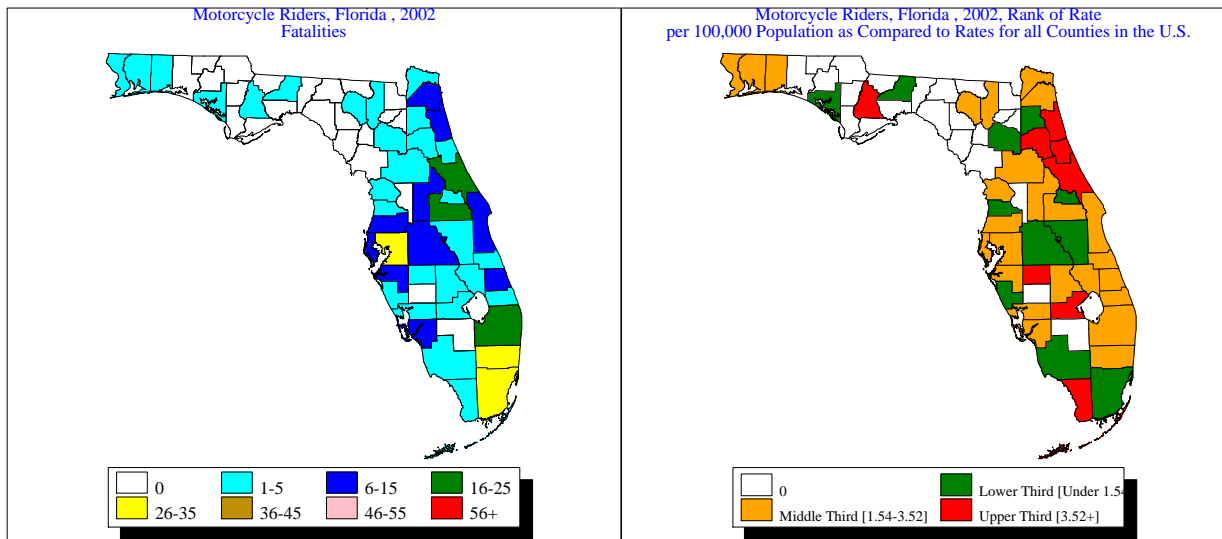 Motorcycle Riders, Florida , 2002
Fatalities
0
1-5
6-15
16-25
26-35
36-45
46-55
56+
Motorcycle Riders, Florida , 2002, Rank of Rate
per 100,000 Population as Compared to Rates for all Counties in the U.S.
0
Lower Third [Under 1.54
Middle Third [1.54-3.52]
Upper Third [3.52+]